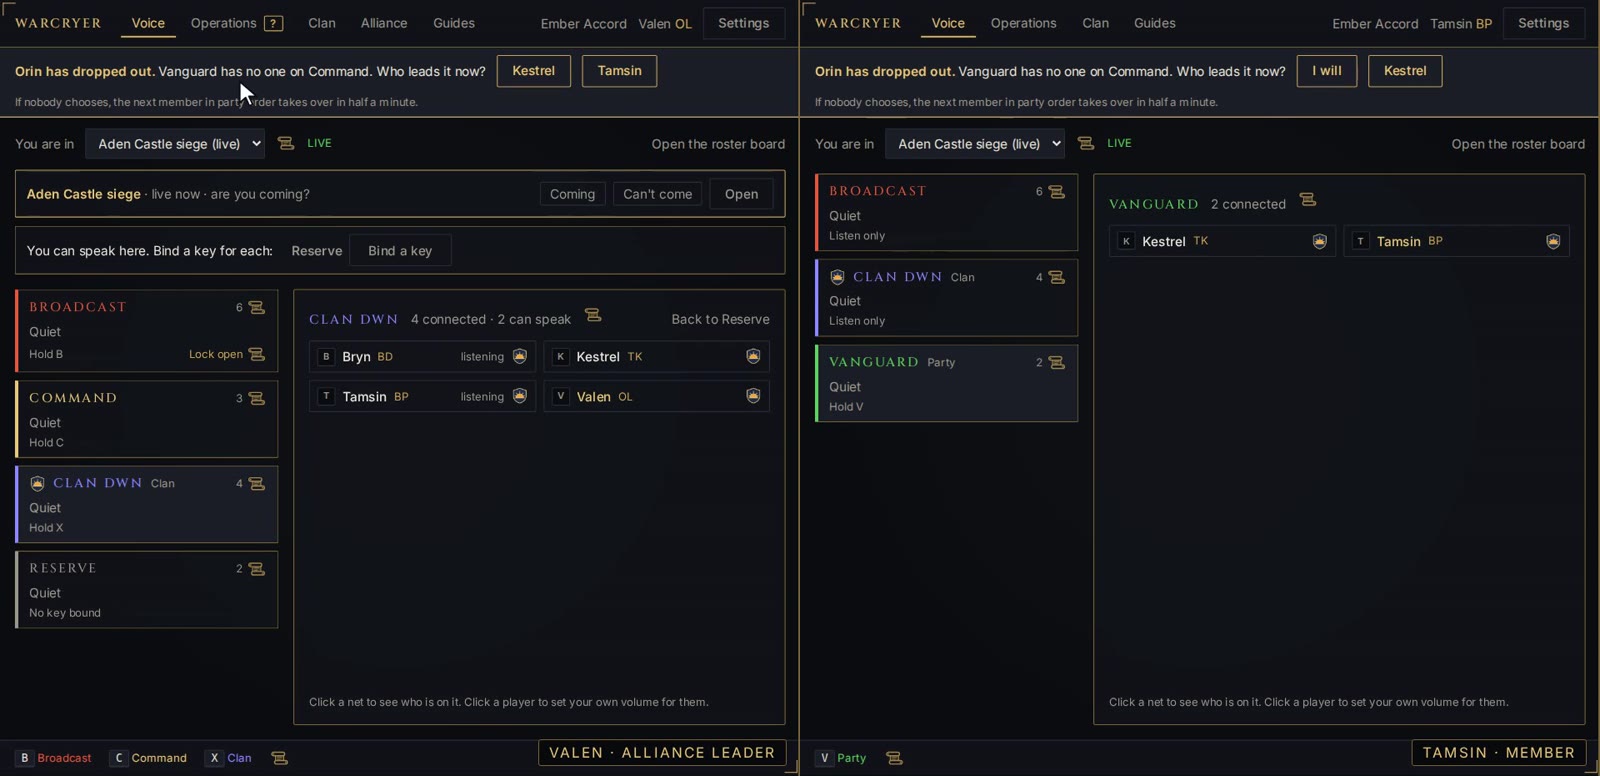 WARCRYER Voice Operations ? Clan Alliance Guides Ember Accord Valen OL Settings
Orin has dropped out. Vanguard has no one on Command. Who leads it now? Kestrel Tamsin
If nobody chooses, the next member in party order takes over in half a minute.
You are in Aden Castle siege (live) LIVE Open the roster board
Aden Castle siege · live now · are you coming? Coming Can't come Open
You can speak here. Bind a key for each: Reserve Bind a key
BROADCAST 6
Quiet
Hold B Lock open
COMMAND 3
Quiet
Hold C
CLAN DWN Clan 4
Quiet
Hold X
RESERVE 2
Quiet
No key bound
CLAN DWN 4 connected · 2 can speak Back to Reserve
B Bryn BD listening K Kestrel TK
T Tamsin BP listening V Valen OL
Click a net to see who is on it. Click a player to set your own volume for them.
B Broadcast C Command X Clan VALEN · ALLIANCE LEADER
WARCRYER Voice Operations Clan Guides Ember Accord Tamsin BP Settings
Orin has dropped out. Vanguard has no one on Command. Who leads it now? I will Kestrel
If nobody chooses, the next member in party order takes over in half a minute.
You are in Aden Castle siege (live) LIVE Open the roster board
BROADCAST 6
Quiet
Listen only
CLAN DWN Clan 4
Quiet
Listen only
VANGUARD Party 2
Quiet
Hold V
VANGUARD 2 connected
K Kestrel TK T Tamsin BP
Click a net to see who is on it. Click a player to set your own volume for them.
V Party TAMSIN · MEMBER